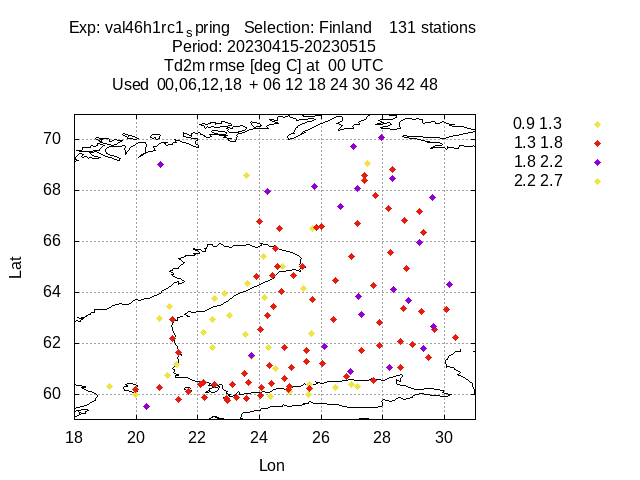 Exp: val46h1rc1spring Selection: Finland 131 stations
Period: 20230415-20230515
Td2m rmse [deg C] at 00 UTC
Used 00,06,12,18 + 06 12 18 24 30 36 42 48
0.9 1.3
1.3 1.8
1.8 2.2
2.2 2.7
70
68
66
64
62
60
Lat
18 20 22 24 26 28 30
Lon